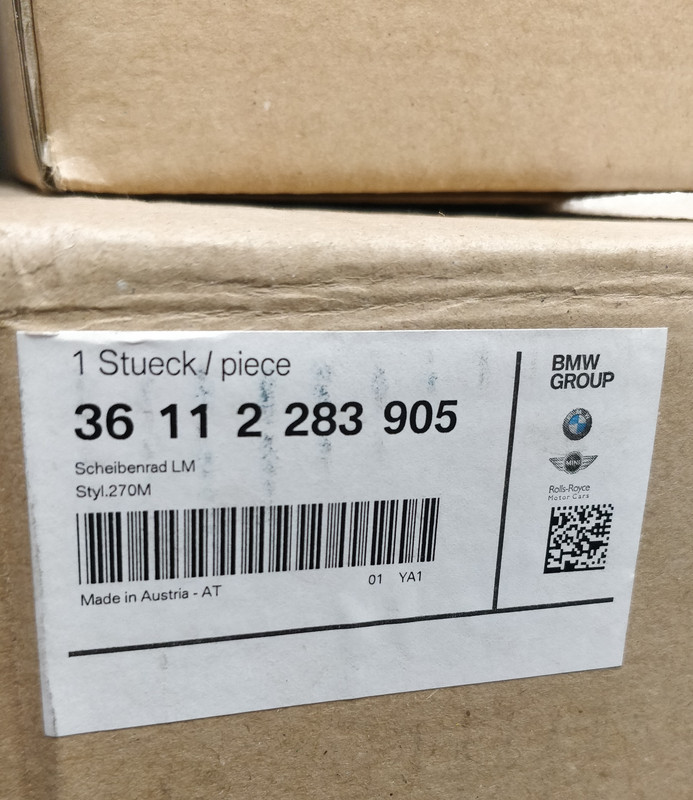 1 Stueck / piece
36 11 2 283 905
Scheibenrad LM
Styl.270M
01 YA1
Made in Austria - AT
BMW
GROUP
MINI
Rolls-Royce
Motor Cars